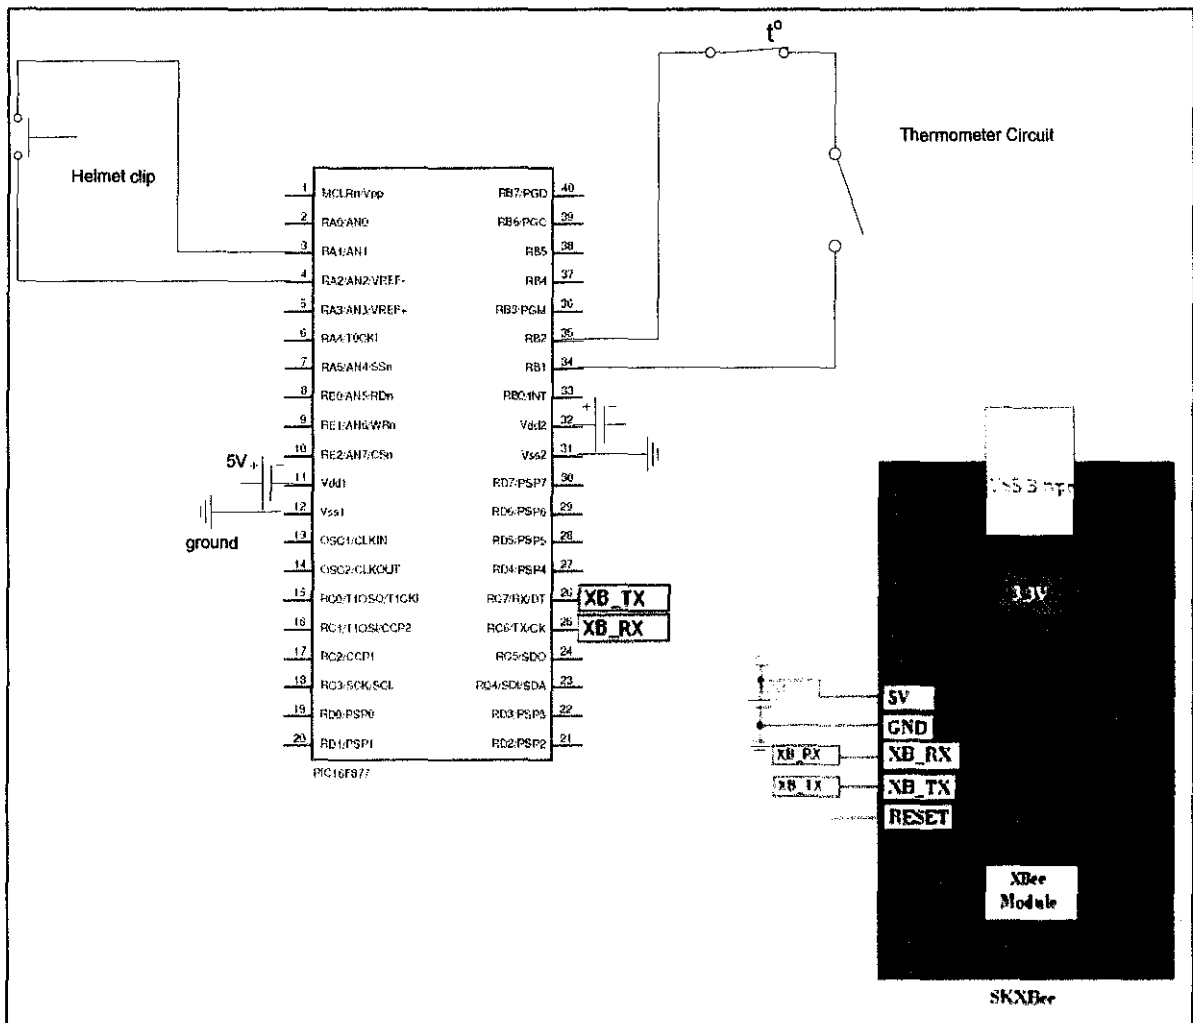 t°
Thermometer Circuit
Helmet clip
1 MCLRn/Vpp
2 RA0/AN0
3 RA1/AN1
4 RA2/AN2/VREF-
5 RA3/AN3/VREF+
6 RA4/T0CKI
7 RA5/AN4/SSn
8 RE0/AN5/RDn
9 RE1/AN6/WRn
10 RE2/AN7/CSn
5V + -
11 Vdd1
12 Vss1
ground
13 OSC1/CLKIN
14 OSC2/CLKOUT
15 RC0/T1OSO/T1CKI
16 RC1/T1OSI/CCP2
17 RC2/CCP1
18 RC3/SCK/SCL
19 RD0/PSP0
20 RD1/PSP1
RB7/PGD 40
RB6/PGC 39
RB5 38
RB4 37
RB3/PGM 36
RB2 35
RB1 34
RB0/INT 33
+ -
Vdd2 32
Vss2 31
RD7/PSP7 30
RD6/PSP6 29
RD5/PSP5 28
RD4/PSP4 27
RC7/RX/DT 26 XB_TX
RC6/TX/CK 25 XB_RX
RC5/SDO 24
RC4/SDI/SDA 23
RD3/PSP3 22
RD2/PSP2 21
PIC16F877
3.3V
5V
GND
XB_RX XB_RX
XB_TX XB_TX
RESET
XBee
Module
SKXBee